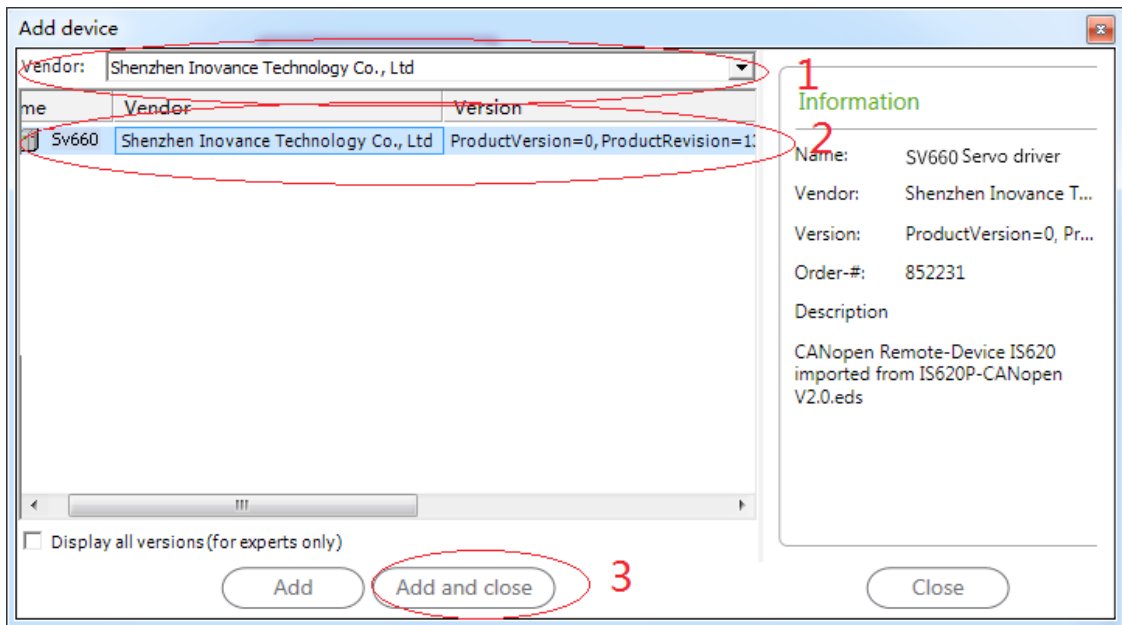 Add device
Vendor: Shenzhen Inovance Technology Co., Ltd
1
me Vendor Version
Sv660 Shenzhen Inovance Technology Co., Ltd ProductVersion=0, ProductRevision=1
2
Information
Name: SV660 Servo driver
Vendor: Shenzhen Inovance T...
Version: ProductVersion=0, Pr...
Order-#: 852231
Description
CANopen Remote-Device IS620
imported from IS620P-CANopen
V2.0.eds
Display all versions (for experts only)
Add Add and close 3 Close